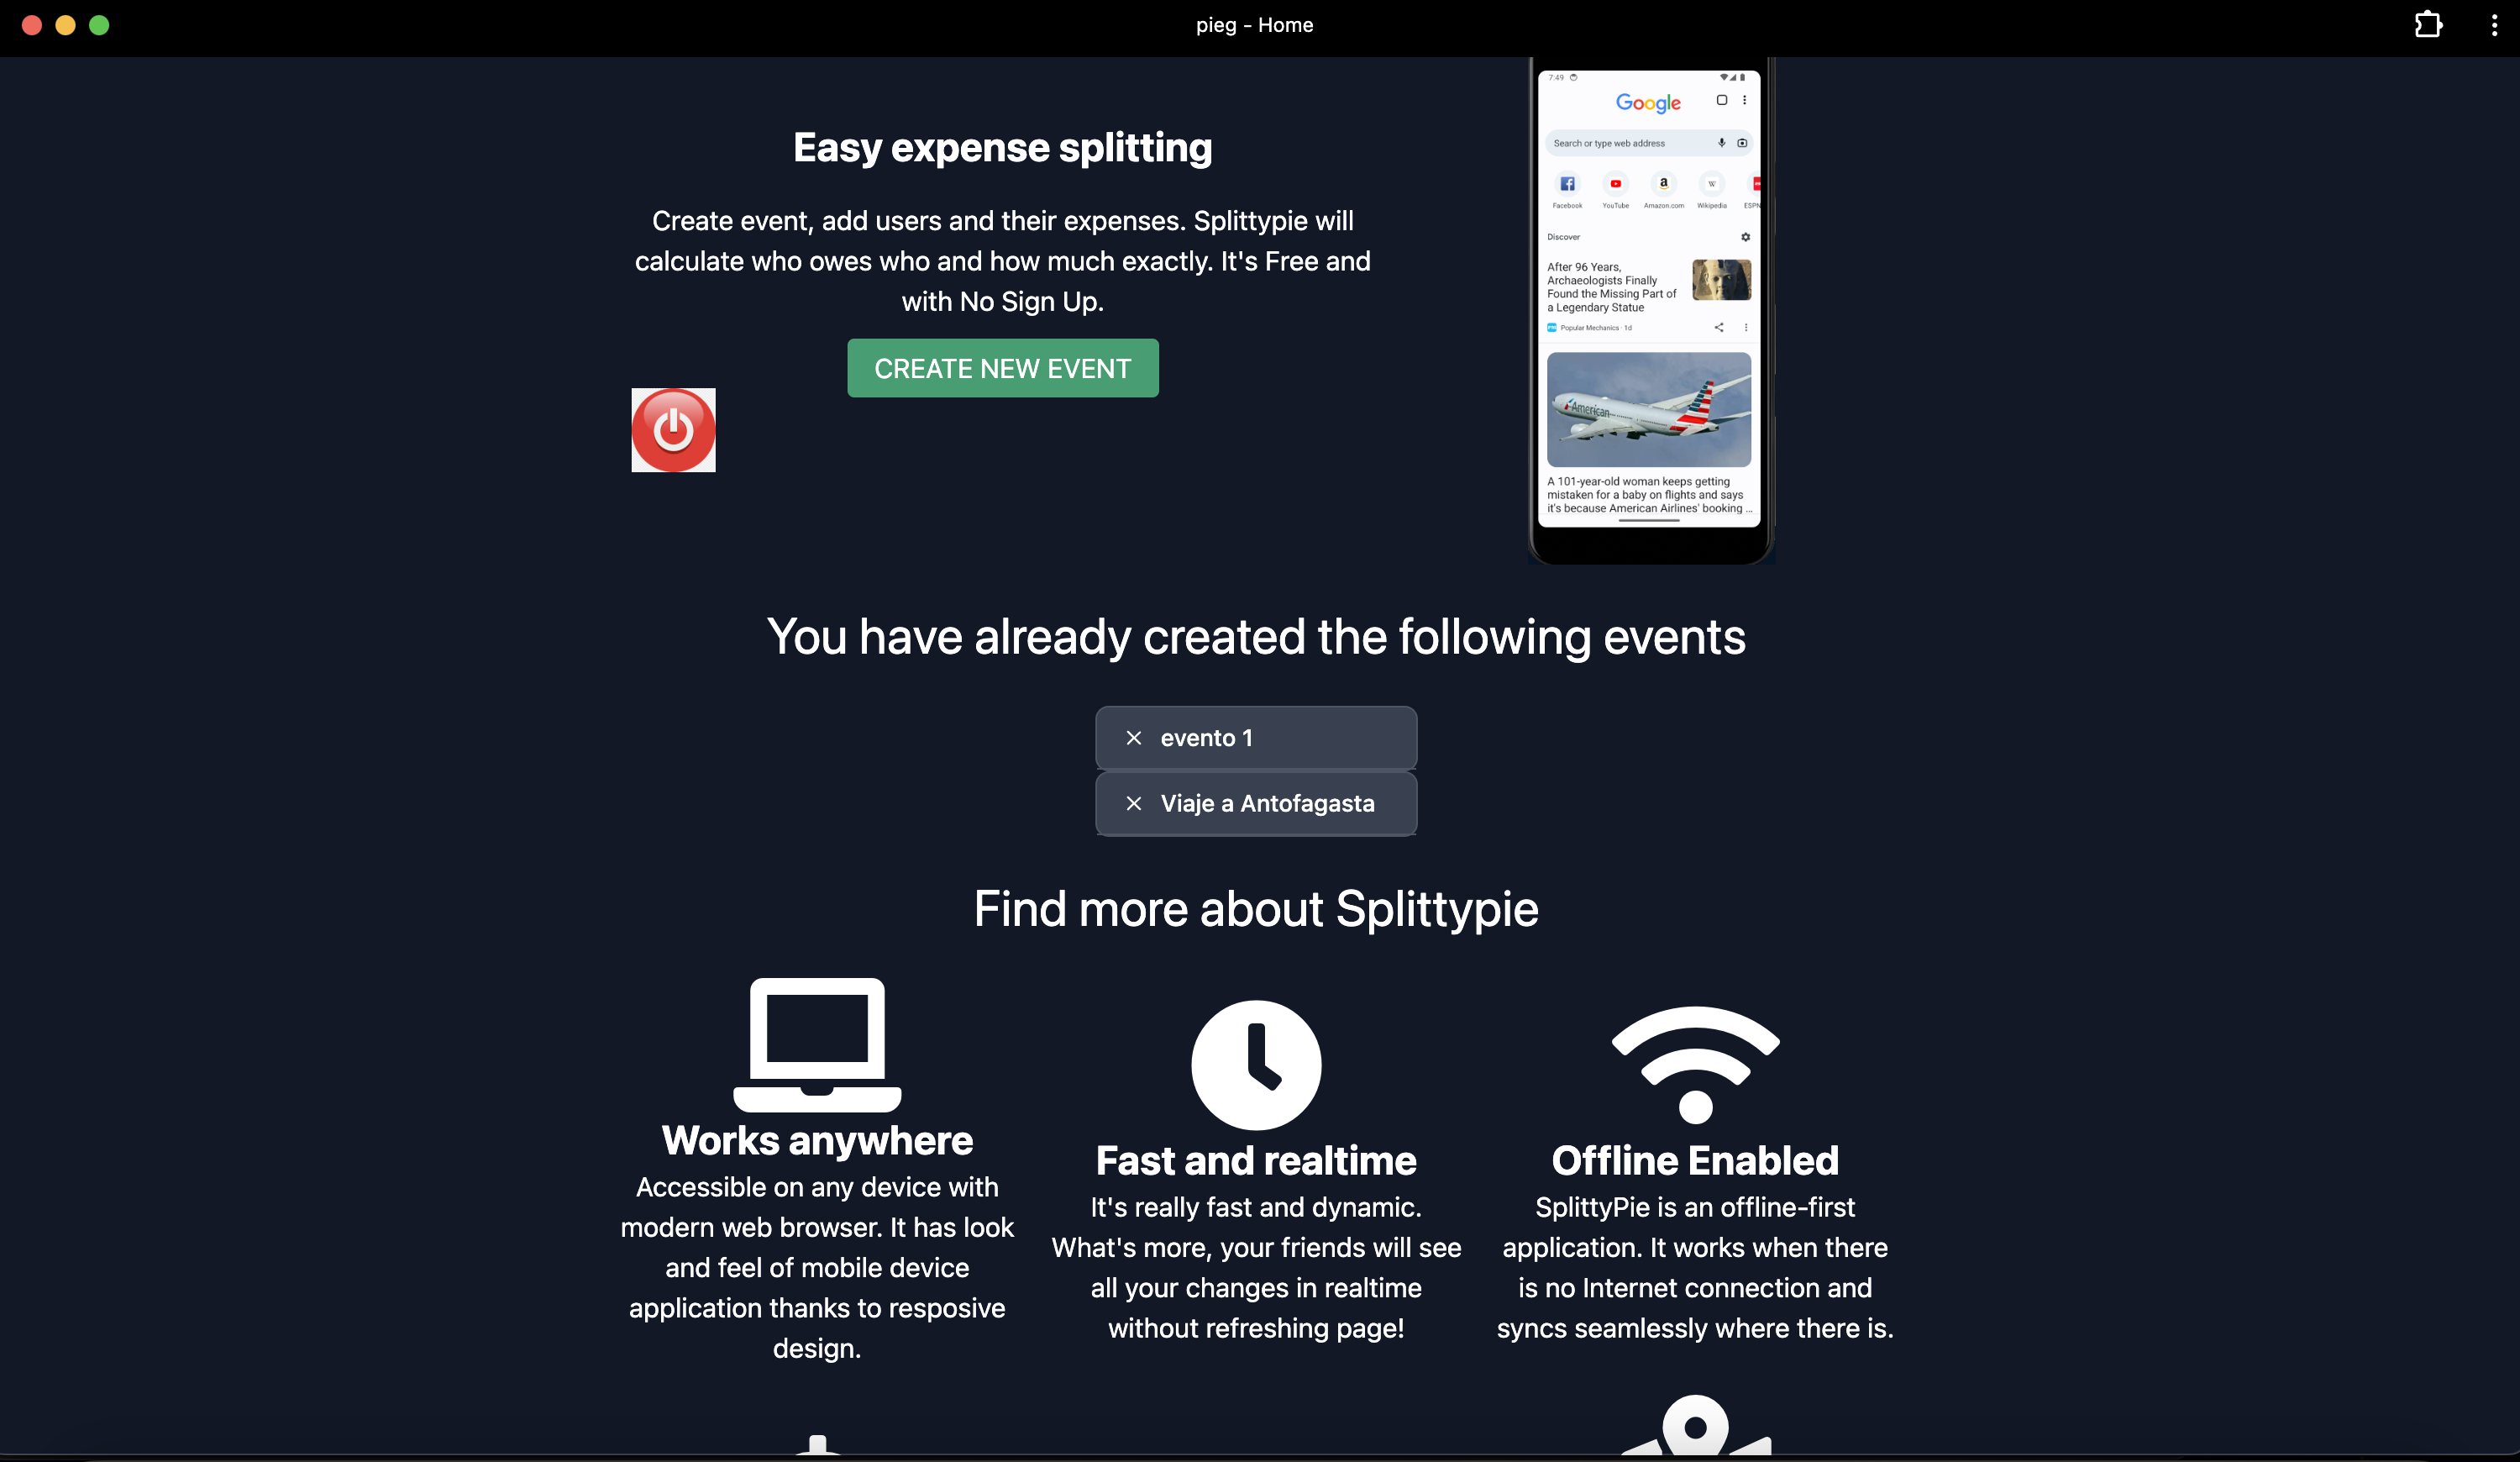 pieg - Home
Easy expense splitting
Create event, add users and their expenses. Splittypie will
calculate who owes who and how much exactly. It's Free and
with No Sign Up.
CREATE NEW EVENT
7:49
Google
Search or type web address
Facebook YouTube Amazon.com Wikipedia ESPN
Discover
After 96 Years,
Archaeologists Finally
Found the Missing Part of
a Legendary Statue
Popular Mechanics · 1d
American
A 101-year-old woman keeps getting
mistaken for a baby on flights and says
it's because American Airlines' booking ...
You have already created the following events
evento 1
Viaje a Antofagasta
Find more about Splittypie
Works anywhere
Accessible on any device with
modern web browser. It has look
and feel of mobile device
application thanks to resposive
design.
Fast and realtime
It's really fast and dynamic.
What's more, your friends will see
all your changes in realtime
without refreshing page!
Offline Enabled
SplittyPie is an offline-first
application. It works when there
is no Internet connection and
syncs seamlessly where there is.